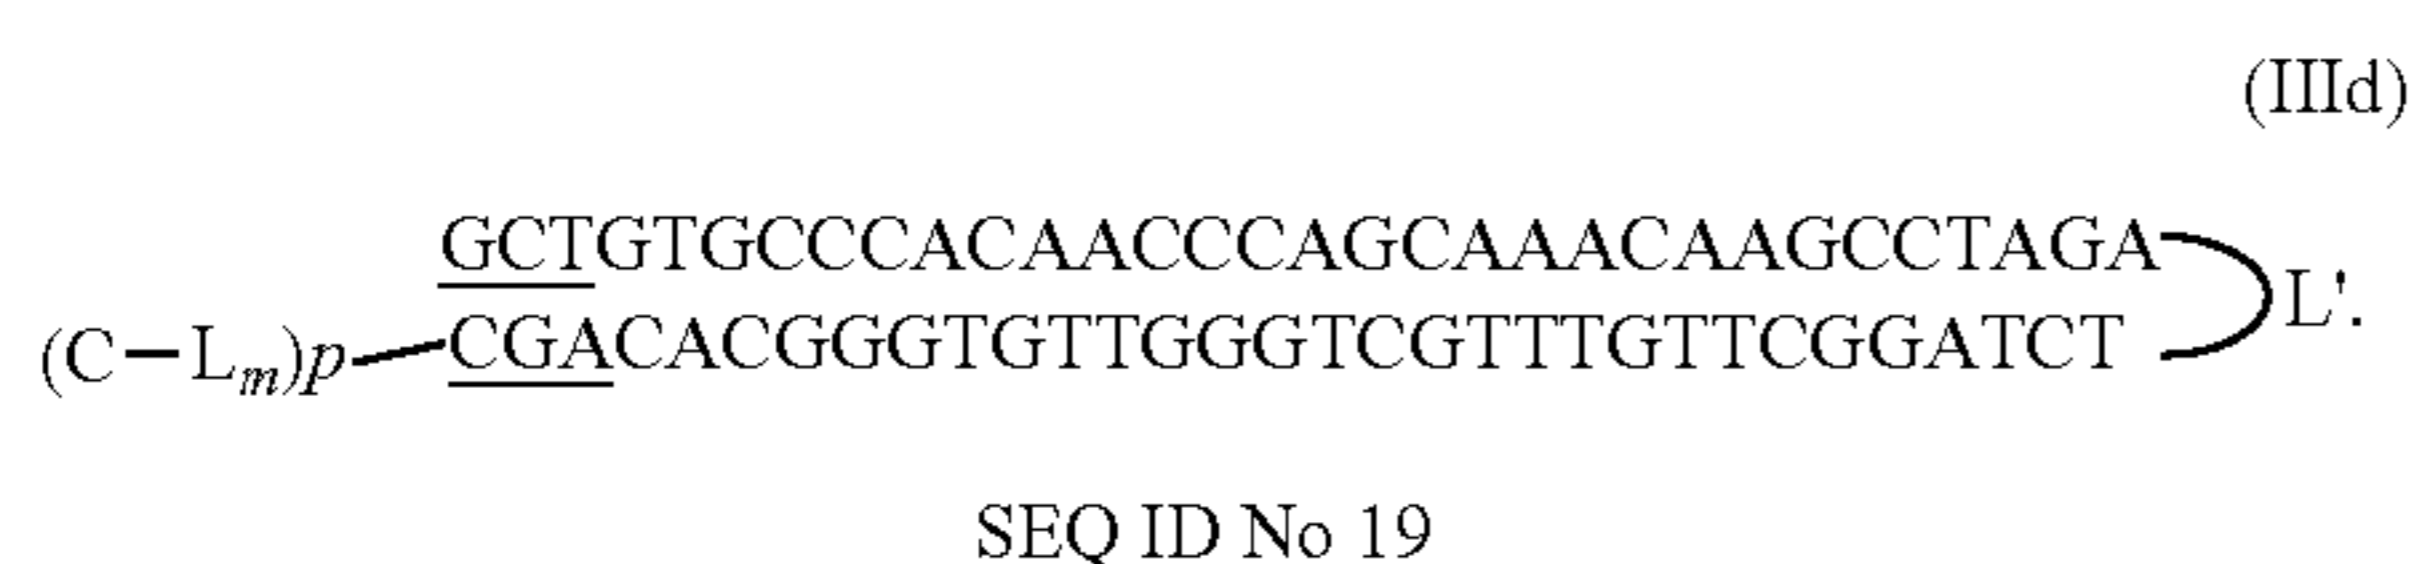 (IIId)
GCTGTGCCCACAACCCAGCAAACAAGCCTAGA
L'.
(C—Lm)p—CGACACGGGTGTTGGGTCGTTTGTTCGGATCT
SEQ ID No 19